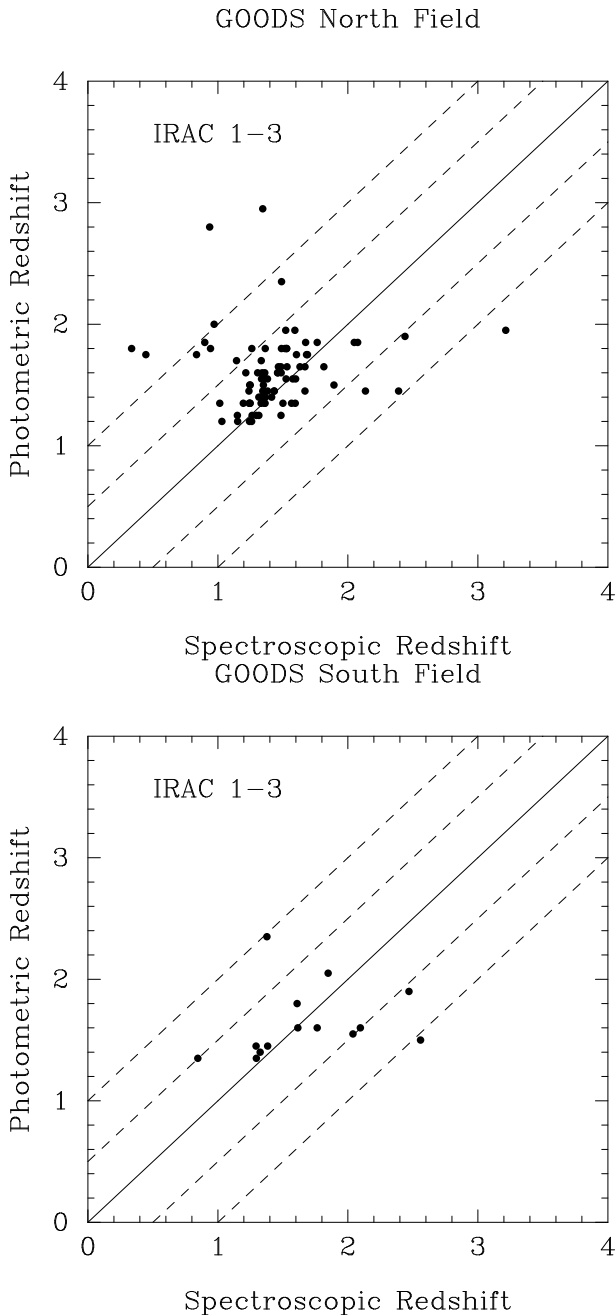 GOODS North Field
IRAC 1−3
Photometric Redshift
4
3
2
1
0
0 1 2 3 4
Spectroscopic Redshift
GOODS South Field
IRAC 1−3
Photometric Redshift
4
3
2
1
0
0 1 2 3 4
Spectroscopic Redshift